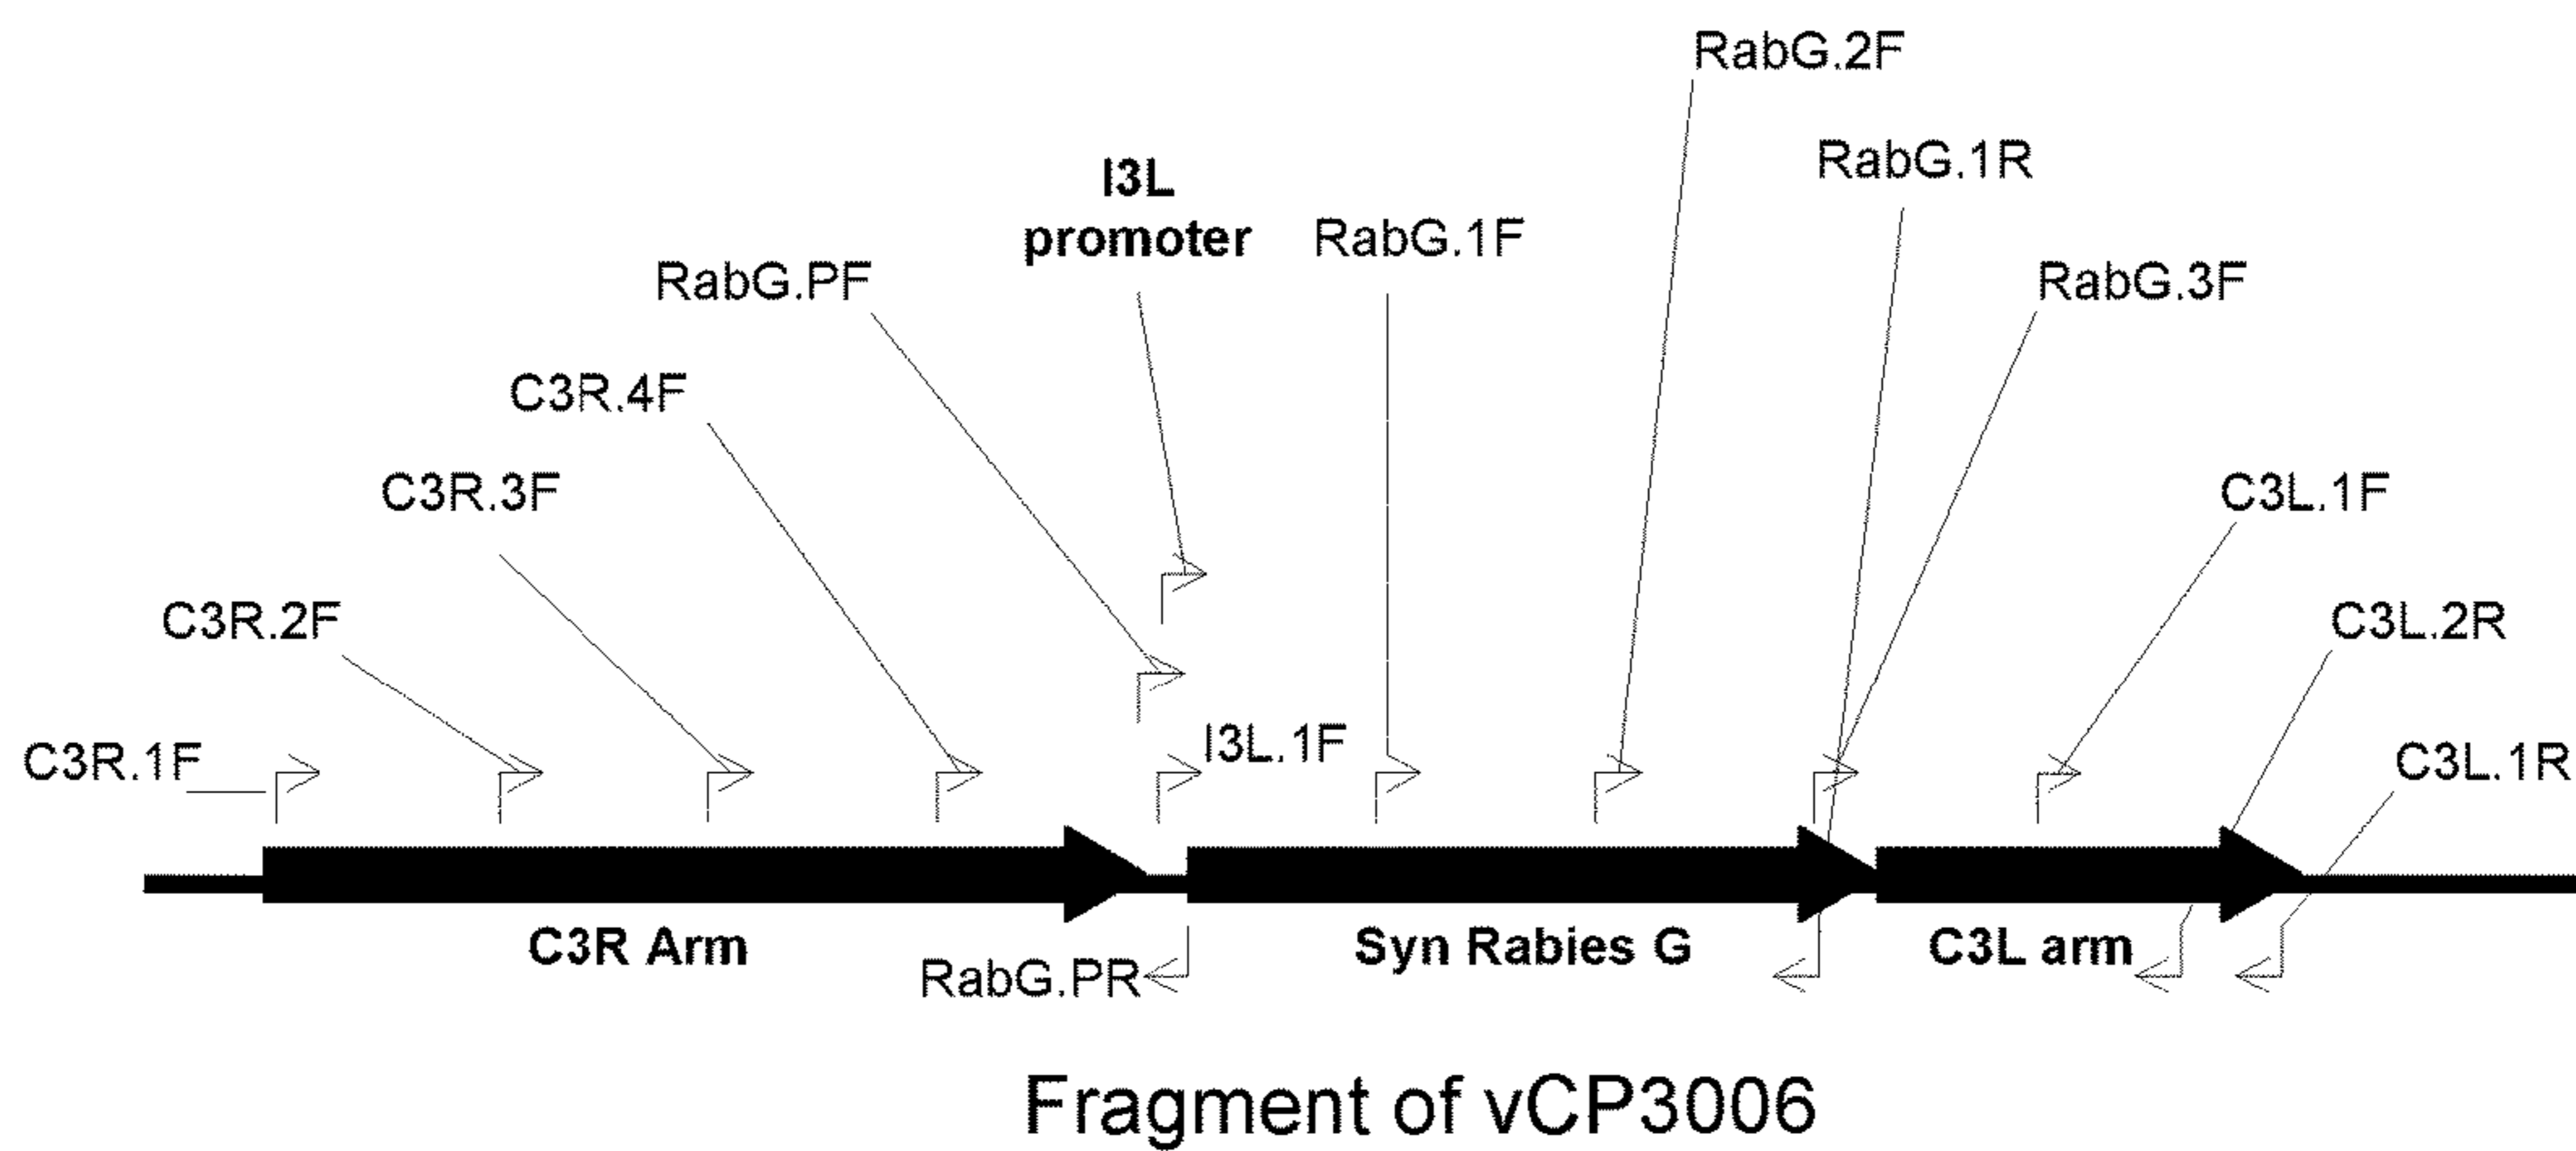 RabG.2F
RabG.1R
I3L
promoter
RabG.1F
RabG.PF
RabG.3F
C3R.4F
C3R.3F
C3L.1F
C3R.2F
C3L.2R
C3R.1F
I3L.1F
C3L.1R
C3R Arm
Syn Rabies G
C3L arm
RabG.PR
Fragment of vCP3006